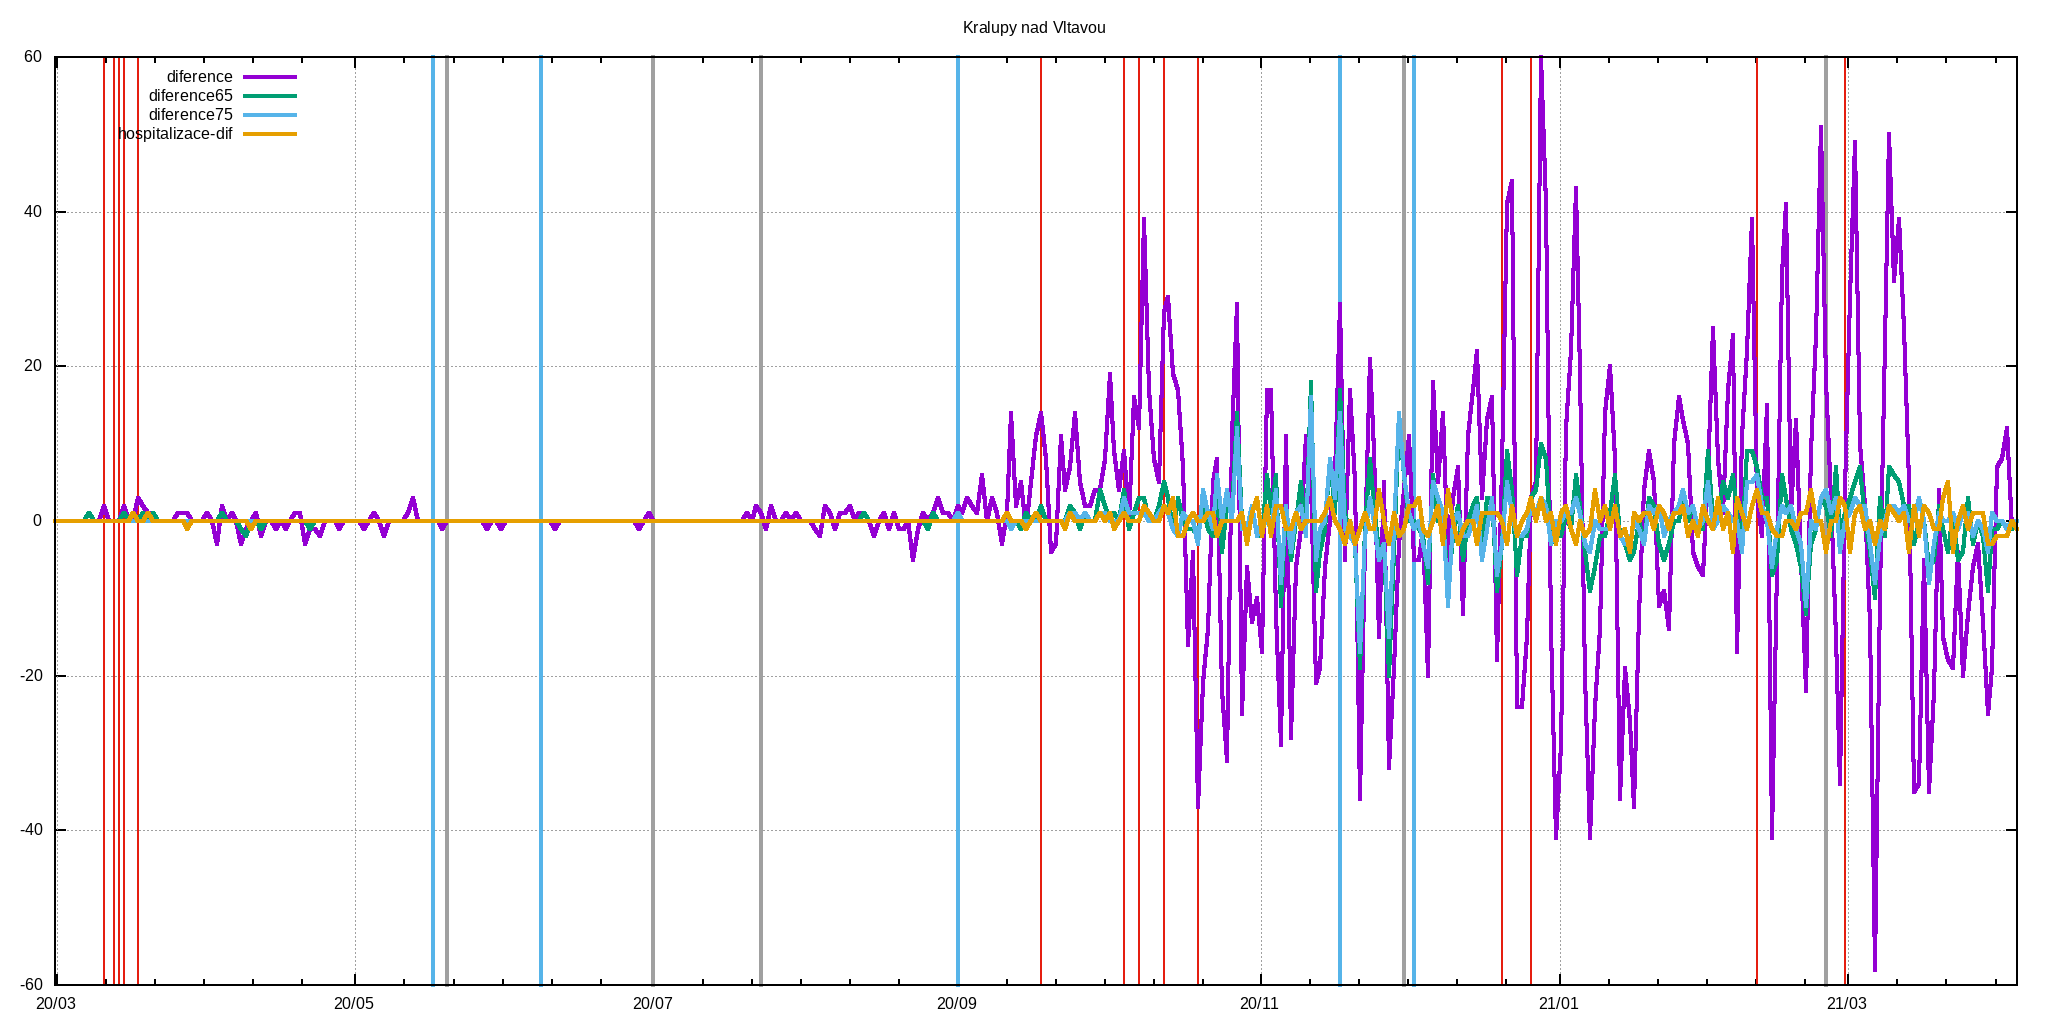 Kralupy nad Vltavou
60
diference
diference65
diference75
hospitalizace-dif
40
20
0
-20
-40
-60
20/03 20/05 20/07 20/09 20/11 21/01 21/03